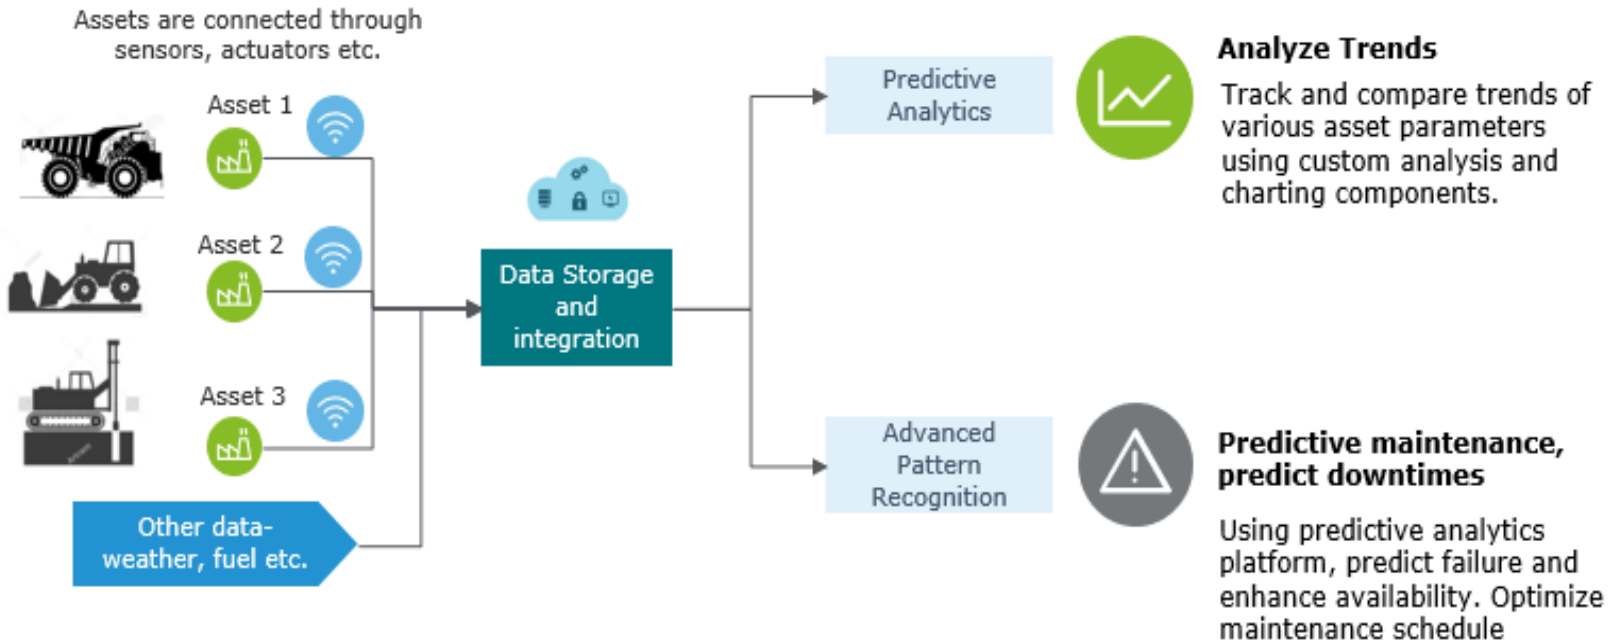 Assets are connected through
sensors, actuators etc.
Asset 1
Asset 2
Asset 3
Other data-
weather, fuel etc.
Data Storage
and
integration
Predictive
Analytics
Analyze Trends
Track and compare trends of
various asset parameters
using custom analysis and
charting components.
Advanced
Pattern
Recognition
Predictive maintenance,
predict downtimes
Using predictive analytics
platform, predict failure and
enhance availability. Optimize
maintenance schedule